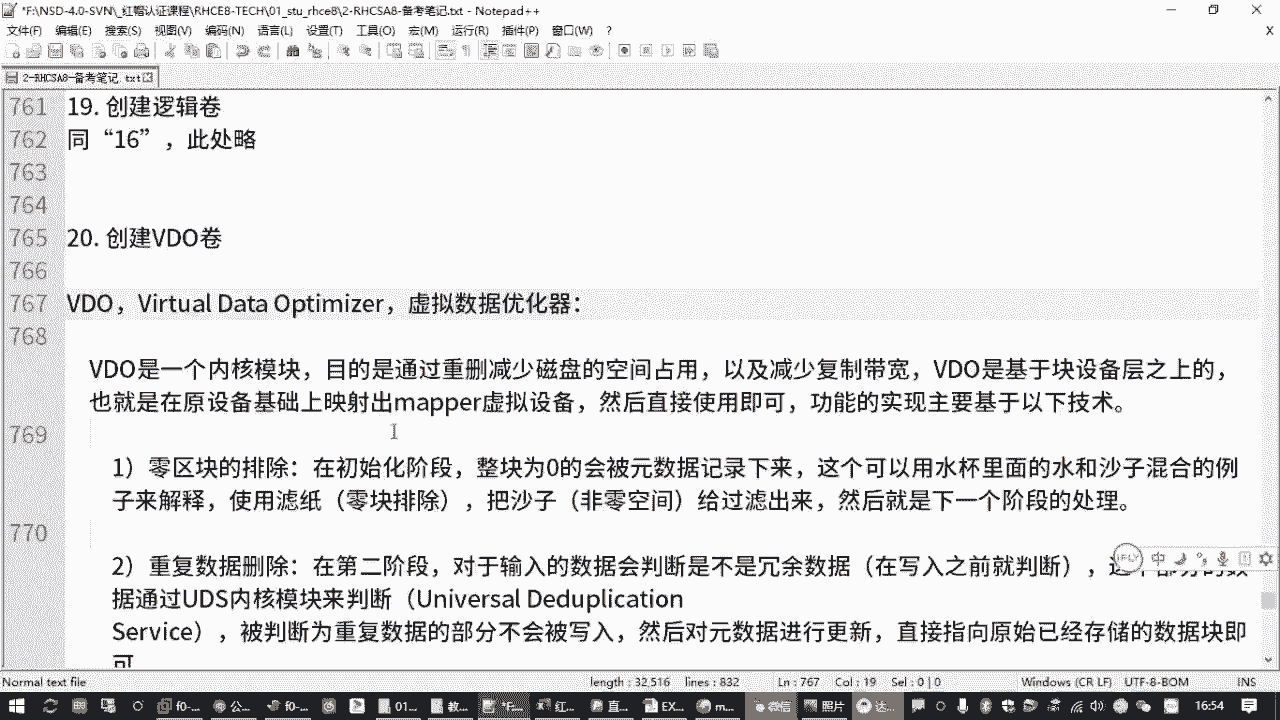 *F:\NSD-4.0-SVN\_红帽认证课程\RHCE8-TECH\01_stu_rhce8\2-RHCSA8-备考笔记.txt - Notepad++
文件(F) 编辑(E) 搜索(S) 视图(V) 编码(N) 语言(L) 设置(T) 工具(O) 宏(M) 运行(R) 插件(P) 窗口(W) ? X
2-RHCSA8-备考笔记.txt
761 19. 创建逻辑卷
762 同“16”，此处略
763
764
765 20. 创建VDO卷
766
767 VDO，Virtual Data Optimizer，虚拟数据优化器：
768
VDO是一个内核模块，目的是通过重删减少磁盘的空间占用，以及减少复制带宽，VDO是基于块设备层之上的，
也就是在原设备基础上映射出mapper虚拟设备，然后直接使用即可，功能的实现主要基于以下技术。
769
1）零区块的排除：在初始化阶段，整块为0的会被元数据记录下来，这个可以用水杯里面的水和沙子混合的例
子来解释，使用滤纸（零块排除），把沙子（非零空间）给过滤出来，然后就是下一个阶段的处理。
770
2）重复数据删除：在第二阶段，对于输入的数据会判断是不是冗余数据（在写入之前就判断），
据通过UDS内核模块来判断（Universal Deduplication
Service），被判断为重复数据的部分不会被写入，然后对元数据进行更新，直接指向原始已经存储的数据块即
可
iFLY 中
Normal text file length : 32,516 lines : 832 Ln : 767 Col : 19 Sel : 0 | 0 Windows (CR LF) UTF-8-BOM INS
f0-... 公... f0-... 01... 教... *F... 红... 直... EX... m... 微信 照片 达... 16:54